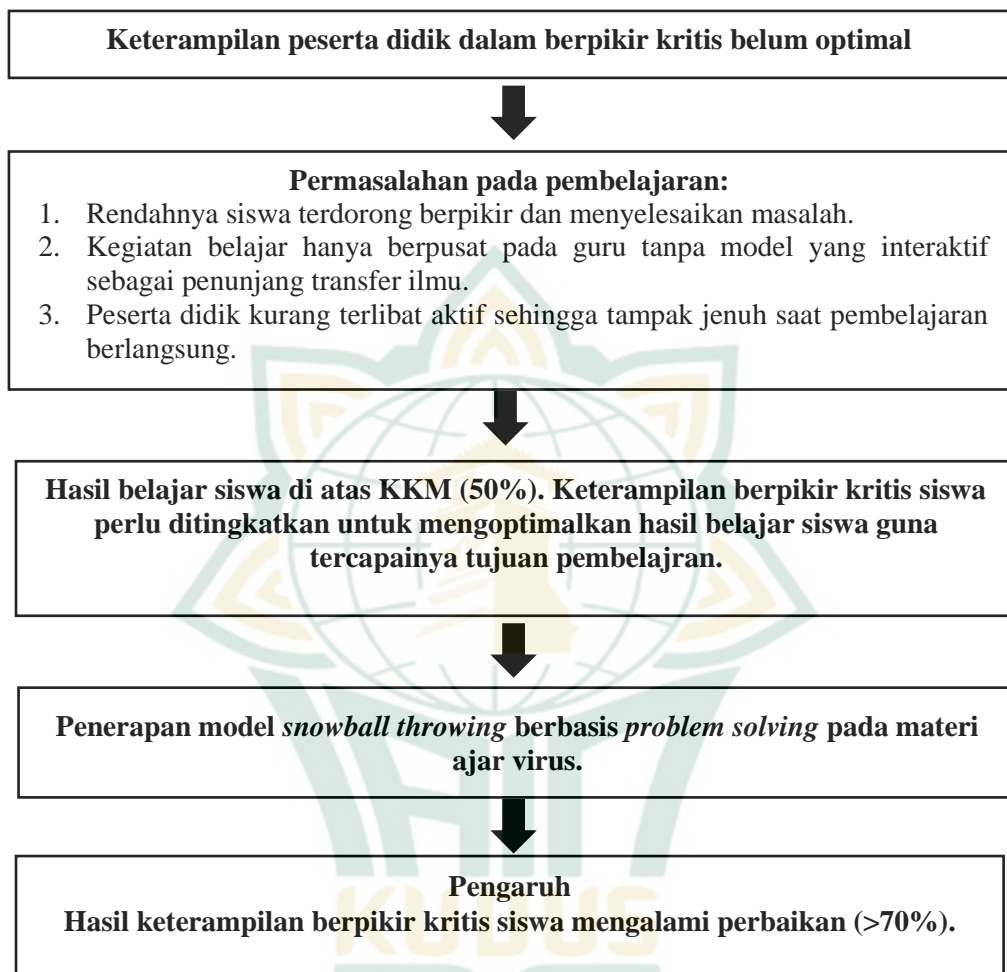 Keterampilan peserta didik dalam berpikir kritis belum optimal
Permasalahan pada pembelajaran:
1. Rendahnya siswa terdorong berpikir dan menyelesaikan masalah.
2. Kegiatan belajar hanya berpusat pada guru tanpa model yang interaktif
sebagai penunjang transfer ilmu.
3. Peserta didik kurang terlibat aktif sehingga tampak jenuh saat pembelajaran
berlangsung.
Hasil belajar siswa di atas KKM (50%). Keterampilan berpikir kritis siswa
perlu ditingkatkan untuk mengoptimalkan hasil belajar siswa guna
tercapainya tujuan pembelajran.
Penerapan model snowball throwing berbasis problem solving pada materi
ajar virus.
Pengaruh
Hasil keterampilan berpikir kritis siswa mengalami perbaikan (>70%).
KUDUS